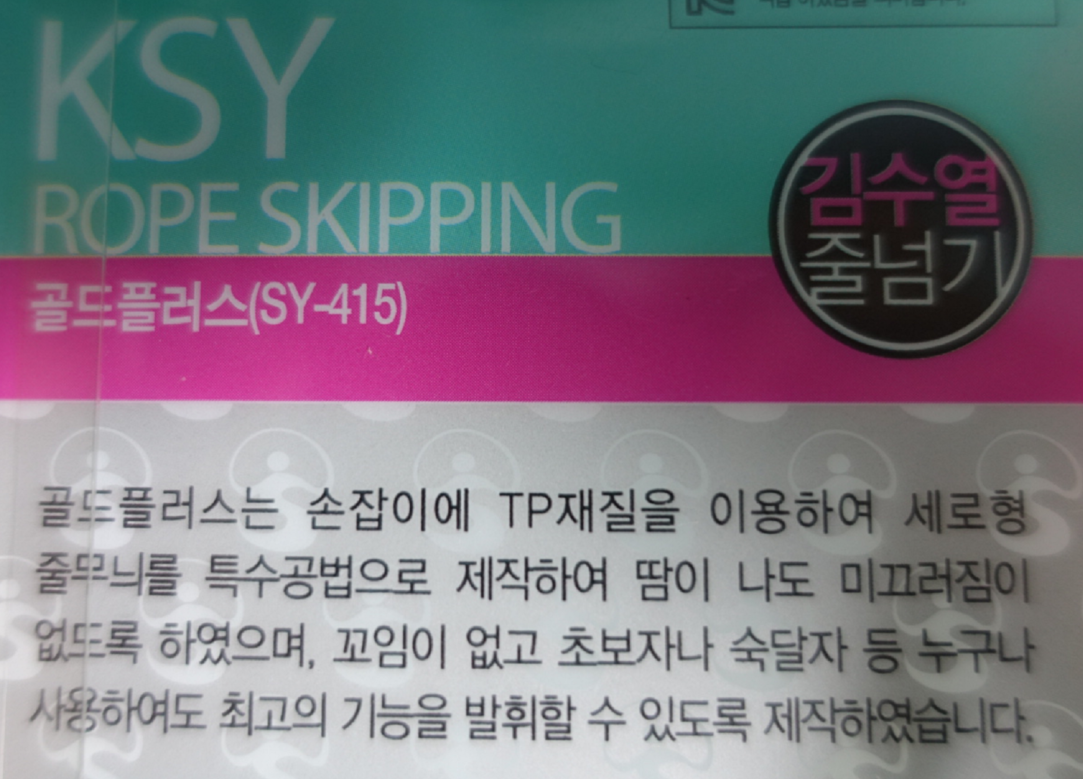 KSY
ROPE SKIPPING
김수열
줄넘기
골드플러스(SY-415)
골드플러스는 손잡이에 TP재질을 이용하여 세로형
줄무늬를 특수공법으로 제작하여 땀이 나도 미끄러짐이
없도록 하였으며, 꼬임이 없고 초보자나 숙달자 등 누구나
사용하여도 최고의 기능을 발휘할 수 있도록 제작하였습니다.